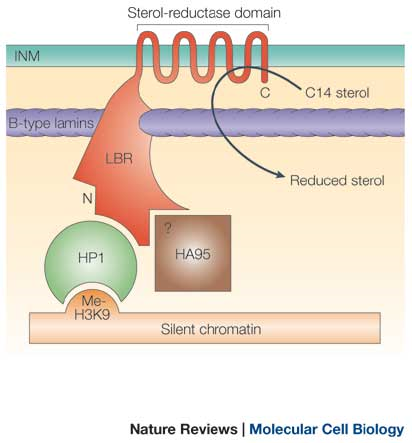 Sterol-reductase domain
INM
C
C14 sterol
B-type lamins
LBR
Reduced sterol
N
?
HP1
HA95
Me-
H3K9
Silent chromatin
Nature Reviews | Molecular Cell Biology